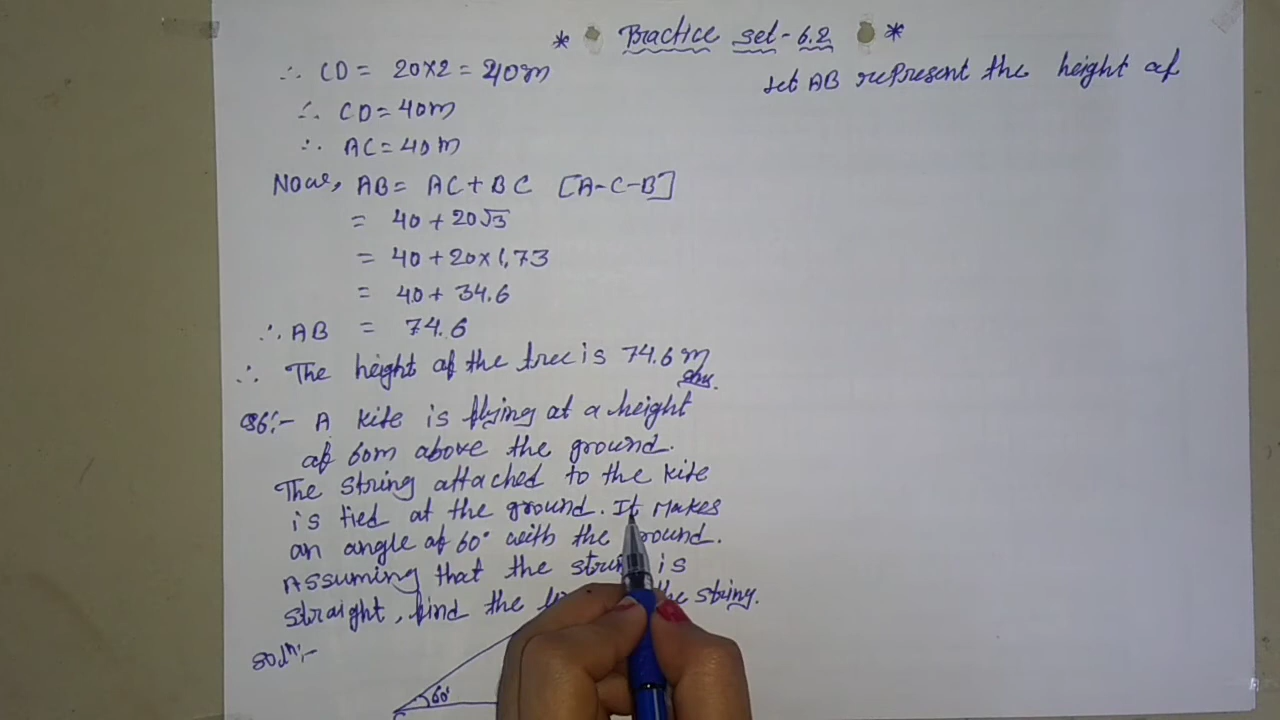 * Practice set-6.2 *
∴ CD = 20×2 = 40m
∴ CD = 40m
∴ AC = 40m
Now, AB = AC + BC [A-C-B]
= 40 + 20√3
= 40 + 20×1.73
= 40 + 34.6
∴ AB = 74.6
∴ The height of the tree is 74.6 m
Ans.
Q6:- A kite is flying at a height
of 60m above the ground.
The string attached to the kite
is tied at the ground. It makes
an angle of 60° with the ground.
Assuming that the string is
straight, find the the string.
Solⁿ:-
60°
C
Let AB represent the height of